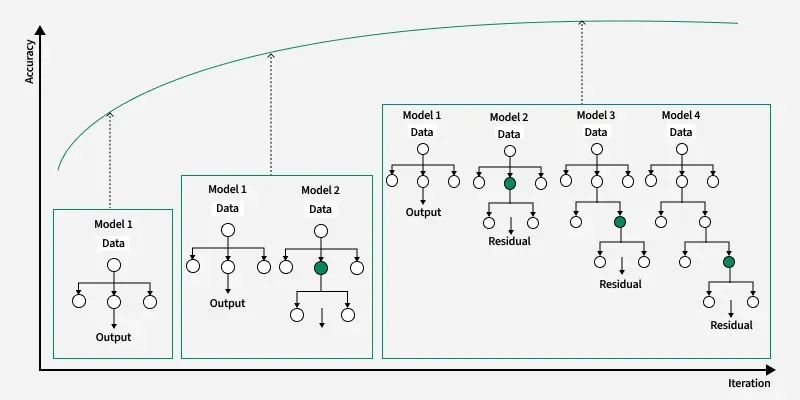 Accuracy
Model 1
Data
Output
Model 1
Data
Output
Model 2
Data
Model 1
Data
Output
Model 2
Data
Residual
Model 3
Data
Residual
Model 4
Data
Residual
Iteration